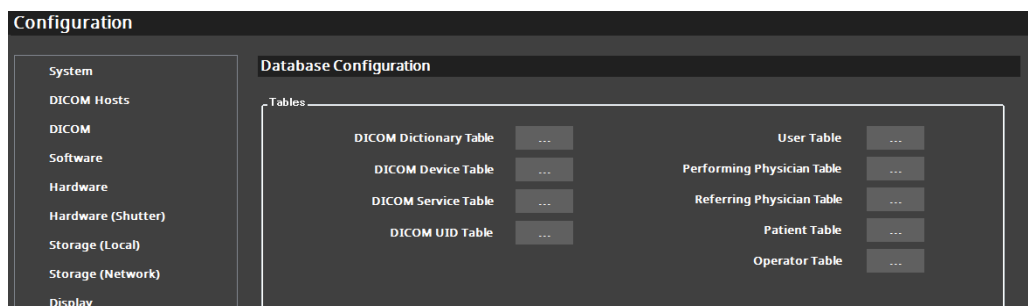 Configuration
System
DICOM Hosts
DICOM
Software
Hardware
Hardware (Shutter)
Storage (Local)
Storage (Network)
Display
Database Configuration
Tables
DICOM Dictionary Table ...
DICOM Device Table ...
DICOM Service Table ...
DICOM UID Table ...
User Table ...
Performing Physician Table ...
Referring Physician Table ...
Patient Table ...
Operator Table ...